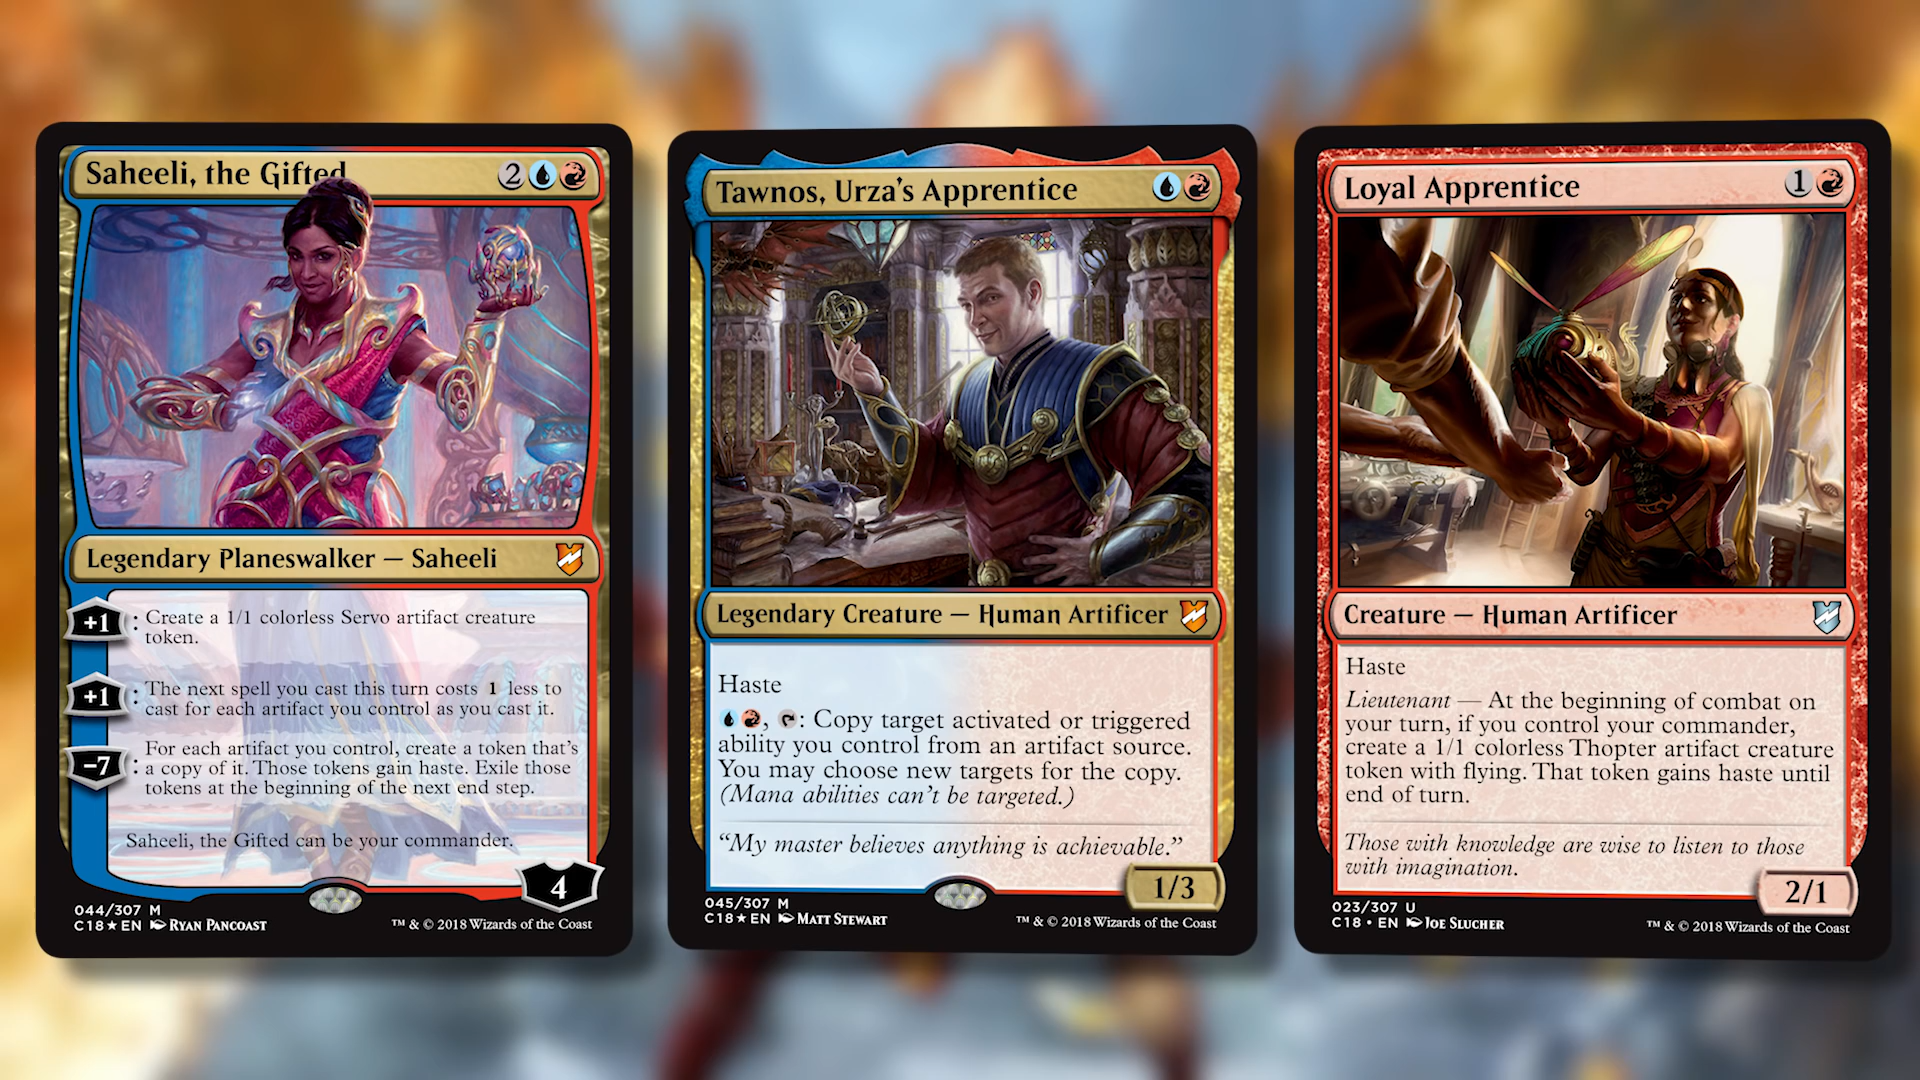 Saheeli, the Gifted 2
Legendary Planeswalker — Saheeli
+1 : Create a 1/1 colorless Servo artifact creature
token.
+1 : The next spell you cast this turn costs 1 less to
cast for each artifact you control as you cast it.
−7 : For each artifact you control, create a token that's
a copy of it. Those tokens gain haste. Exile those
tokens at the beginning of the next end step.
Saheeli, the Gifted can be your commander.
4
044/307 M
C18★EN Ryan Pancoast
™ & © 2018 Wizards of the Coast
Tawnos, Urza's Apprentice
Legendary Creature — Human Artificer
Haste
, : Copy target activated or triggered
ability you control from an artifact source.
You may choose new targets for the copy.
(Mana abilities can't be targeted.)
“My master believes anything is achievable.”
1/3
045/307 M
C18★EN Matt Stewart
™ & © 2018 Wizards of the Coast
Loyal Apprentice 1
Creature — Human Artificer
Haste
Lieutenant — At the beginning of combat on
your turn, if you control your commander,
create a 1/1 colorless Thopter artifact creature
token with flying. That token gains haste until
end of turn.
Those with knowledge are wise to listen to those
with imagination.
2/1
023/307 U
C18 • EN Joe Slucher
™ & © 2018 Wizards of the Coast